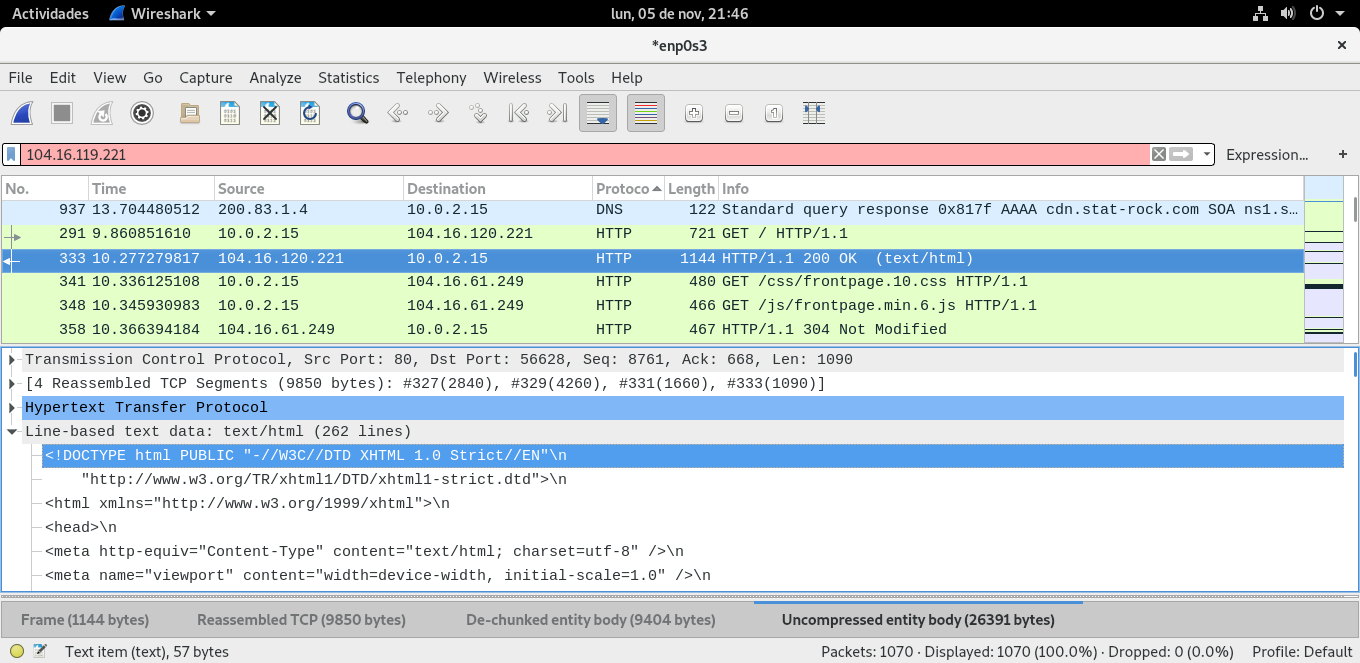 Actividades Wireshark lun, 05 de nov, 21:46
*enp0s3
File Edit View Go Capture Analyze Statistics Telephony Wireless Tools Help
104.16.119.221 Expression... +
No. Time Source Destination Protoco Length Info
937 13.704480512 200.83.1.4 10.0.2.15 DNS 122 Standard query response 0x817f AAAA cdn.stat-rock.com SOA ns1.s…
291 9.860851610 10.0.2.15 104.16.120.221 HTTP 721 GET / HTTP/1.1
333 10.277279817 104.16.120.221 10.0.2.15 HTTP 1144 HTTP/1.1 200 OK (text/html)
341 10.336125108 10.0.2.15 104.16.61.249 HTTP 480 GET /css/frontpage.10.css HTTP/1.1
348 10.345930983 10.0.2.15 104.16.61.249 HTTP 466 GET /js/frontpage.min.6.js HTTP/1.1
358 10.366394184 104.16.61.249 10.0.2.15 HTTP 467 HTTP/1.1 304 Not Modified
Transmission Control Protocol, Src Port: 80, Dst Port: 56628, Seq: 8761, Ack: 668, Len: 1090
[4 Reassembled TCP Segments (9850 bytes): #327(2840), #329(4260), #331(1660), #333(1090)]
Hypertext Transfer Protocol
Line-based text data: text/html (262 lines)
<!DOCTYPE html PUBLIC "-//W3C//DTD XHTML 1.0 Strict//EN"\n
"http://www.w3.org/TR/xhtml1/DTD/xhtml1-strict.dtd">\n
<html xmlns="http://www.w3.org/1999/xhtml">\n
<head>\n
<meta http-equiv="Content-Type" content="text/html; charset=utf-8" />\n
<meta name="viewport" content="width=device-width, initial-scale=1.0" />\n
Frame (1144 bytes) Reassembled TCP (9850 bytes) De-chunked entity body (9404 bytes) Uncompressed entity body (26391 bytes)
Text item (text), 57 bytes Packets: 1070 · Displayed: 1070 (100.0%) · Dropped: 0 (0.0%) Profile: Default